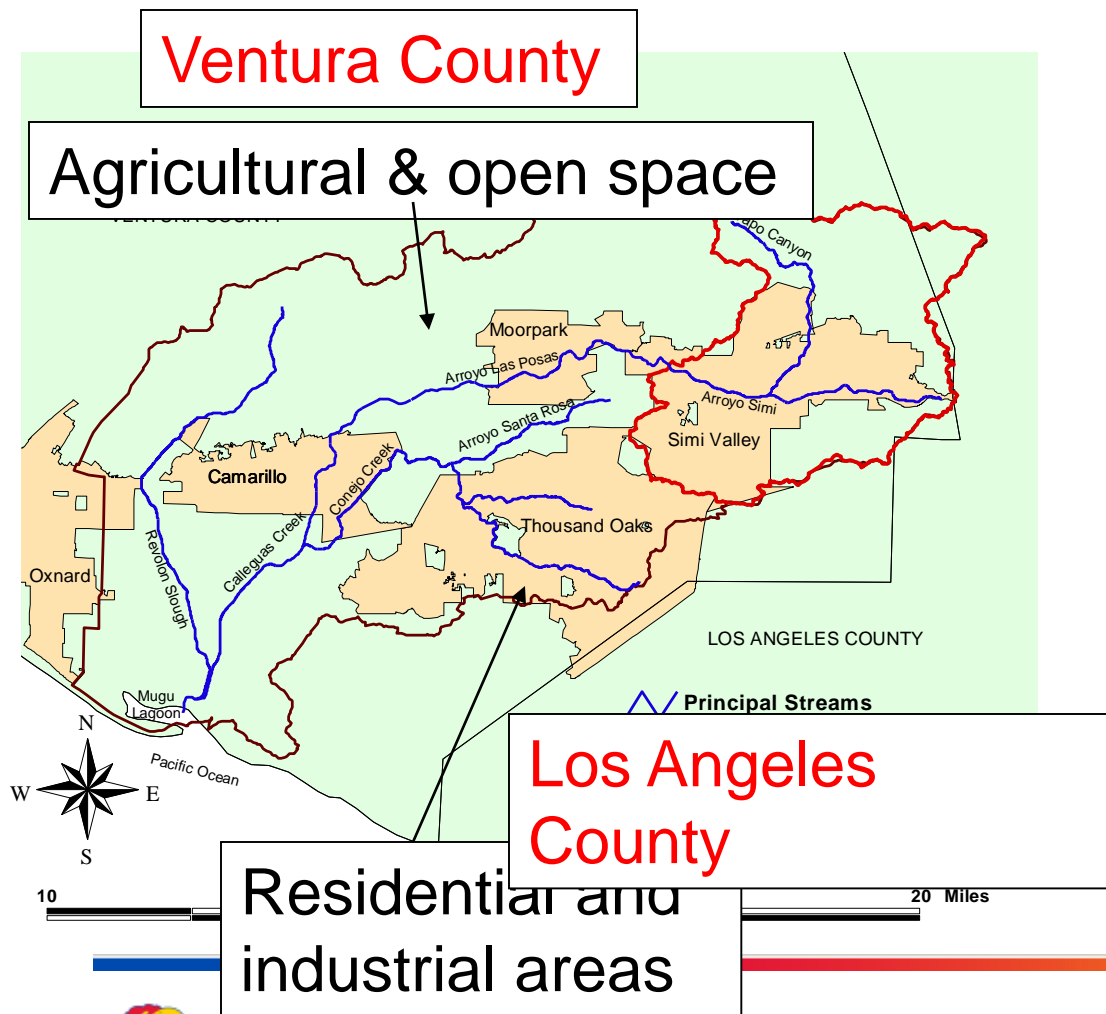 Ventura County
Agricultural & open space
VENTURA COUNTY
Canyon
Moorpark
Arroyo Las Posas
Arroyo Simi
Arroyo Santa Rosa
Simi Valley
Camarillo
Conejo Creek
Calleguas Creek
Thousand Oaks
Revolon Slough
Oxnard
LOS ANGELES COUNTY
Mugu
Lagoon
Principal Streams
N
W
E
S
Pacific Ocean
Los Angeles
County
Residential and
industrial areas
10
20 Miles